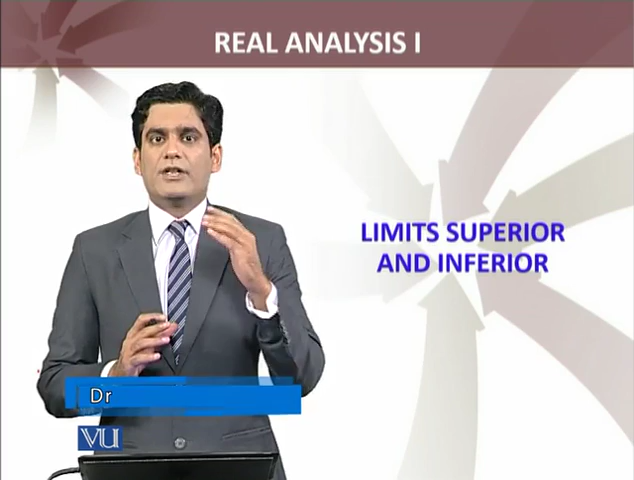 REAL ANALYSIS I
LIMITS SUPERIOR
AND INFERIOR
Dr
VU